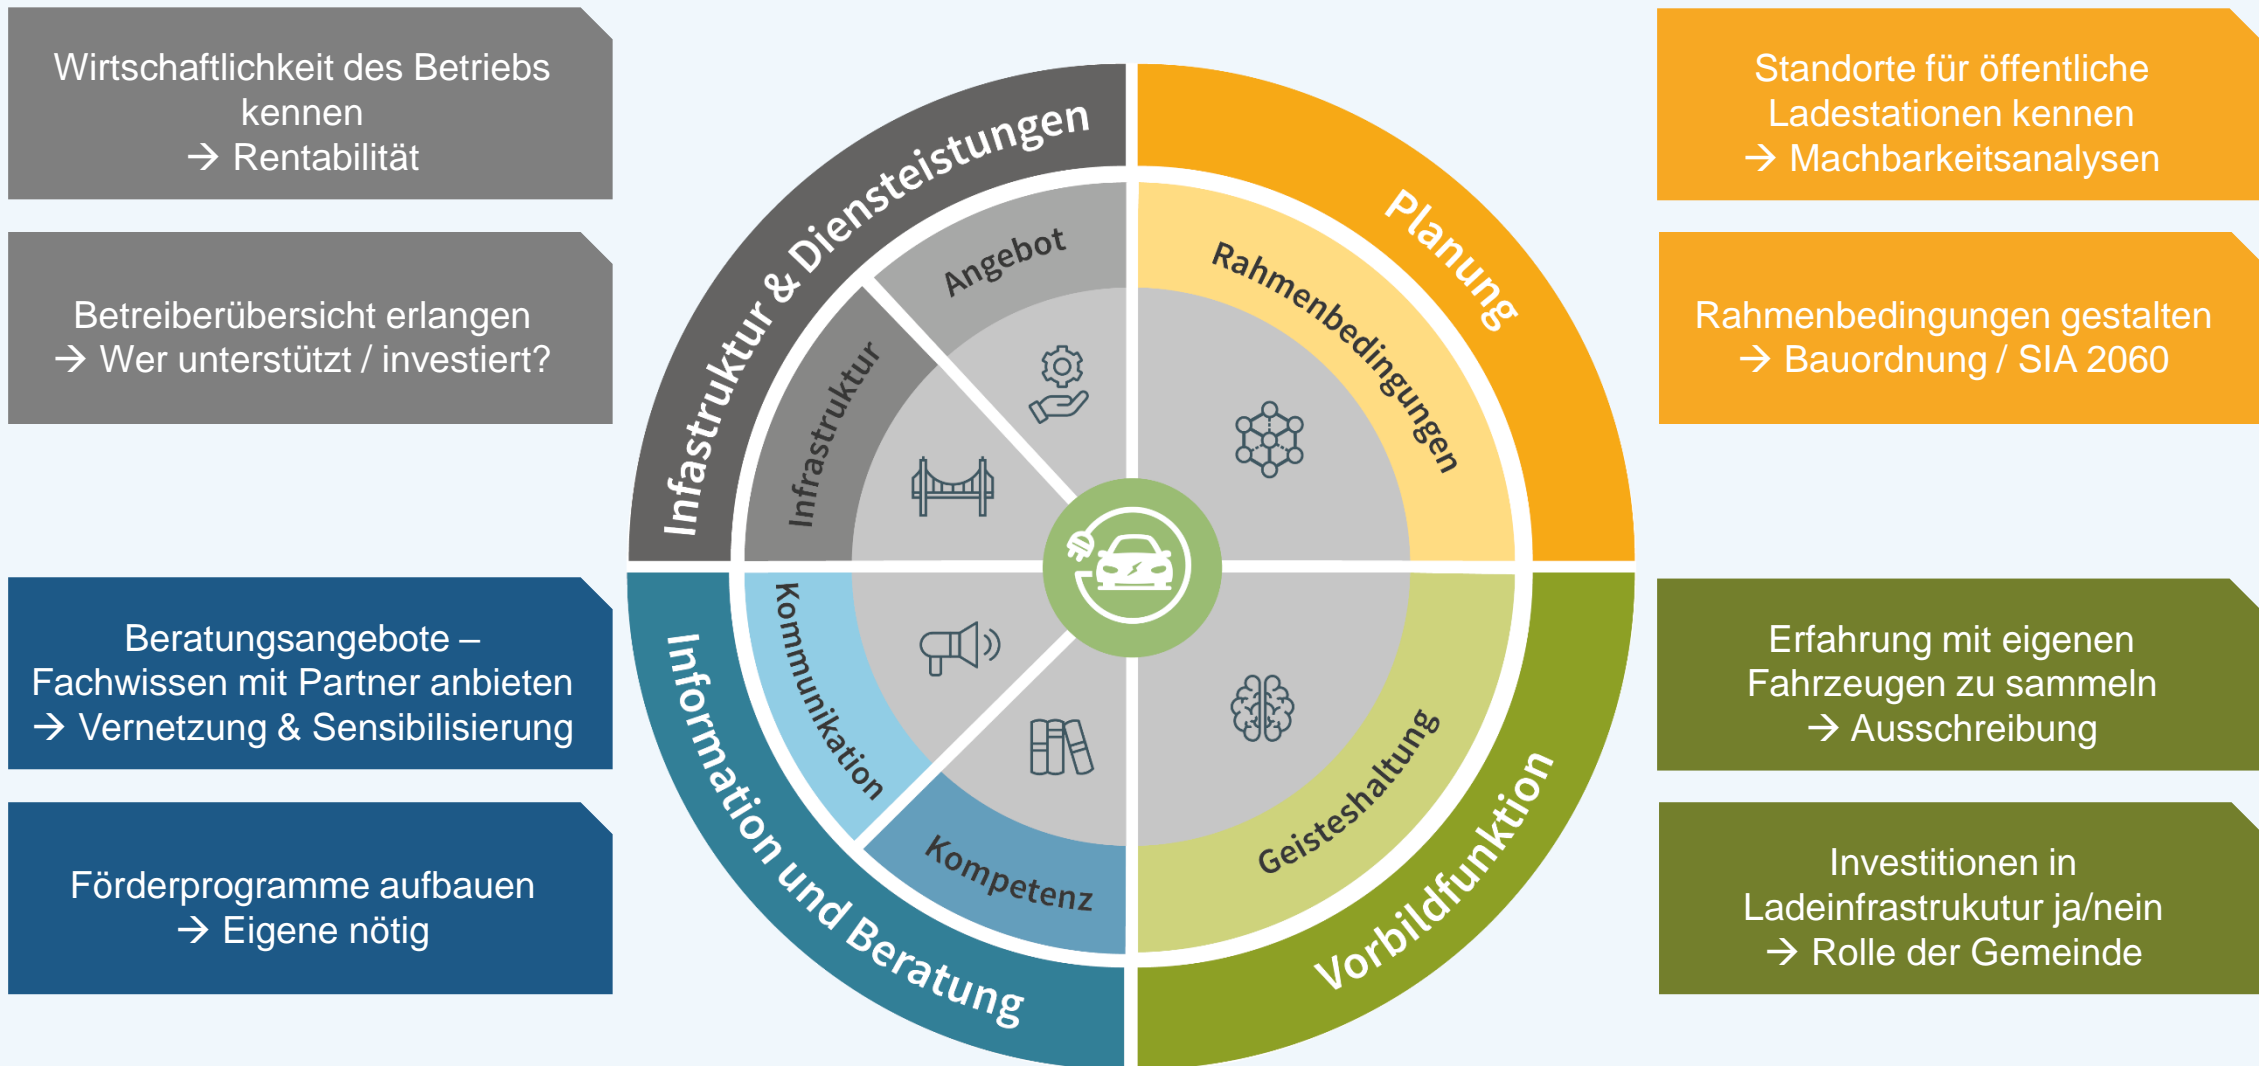 Wirtschaftlichkeit des Betriebs
kennen
→ Rentabilität
Betreiberübersicht erlangen
→ Wer unterstützt / investiert?
Beratungsangebote –
Fachwissen mit Partner anbieten
→ Vernetzung & Sensibilisierung
Förderprogramme aufbauen
→ Eigene nötig
Infastruktur & Diensteistungen
Angebot
Infrastruktur
Planung
Rahmenbedingungen
Kommunikation
Kompetenz
Information und Beratung
Geisteshaltung
Vorbildfunktion
Standorte für öffentliche
Ladestationen kennen
→ Machbarkeitsanalysen
Rahmenbedingungen gestalten
→ Bauordnung / SIA 2060
Erfahrung mit eigenen
Fahrzeugen zu sammeln
→ Ausschreibung
Investitionen in
Ladeinfrastrukutur ja/nein
→ Rolle der Gemeinde